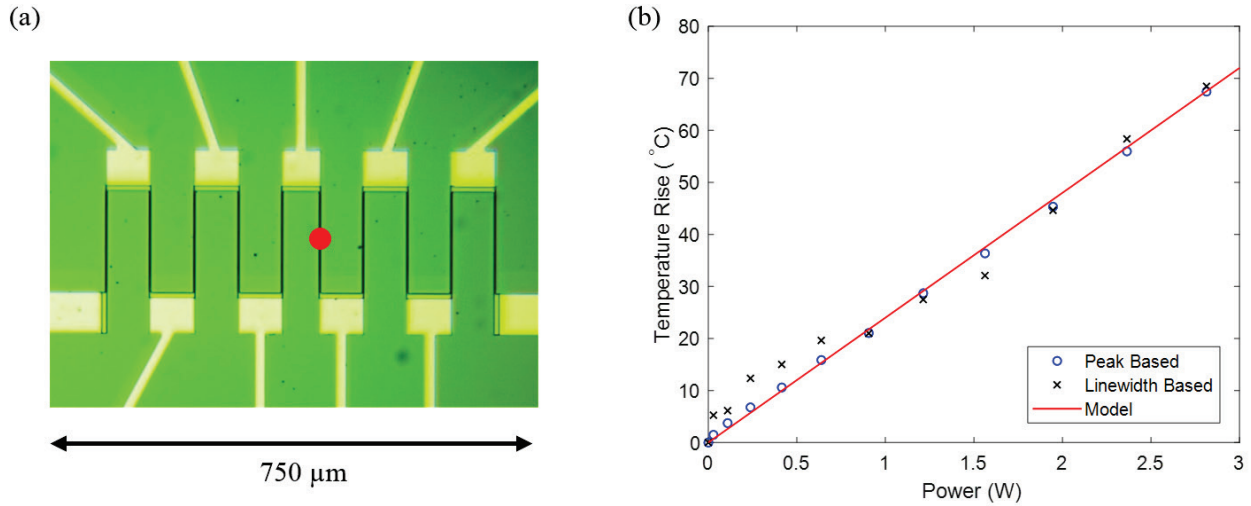 (a)
750 µm
(b)
80
70
60
50
40
30
20
10
0
Temperature Rise ( °C)
0
0.5
1
1.5
2
2.5
3
Power (W)
Peak Based
Linewidth Based
Model